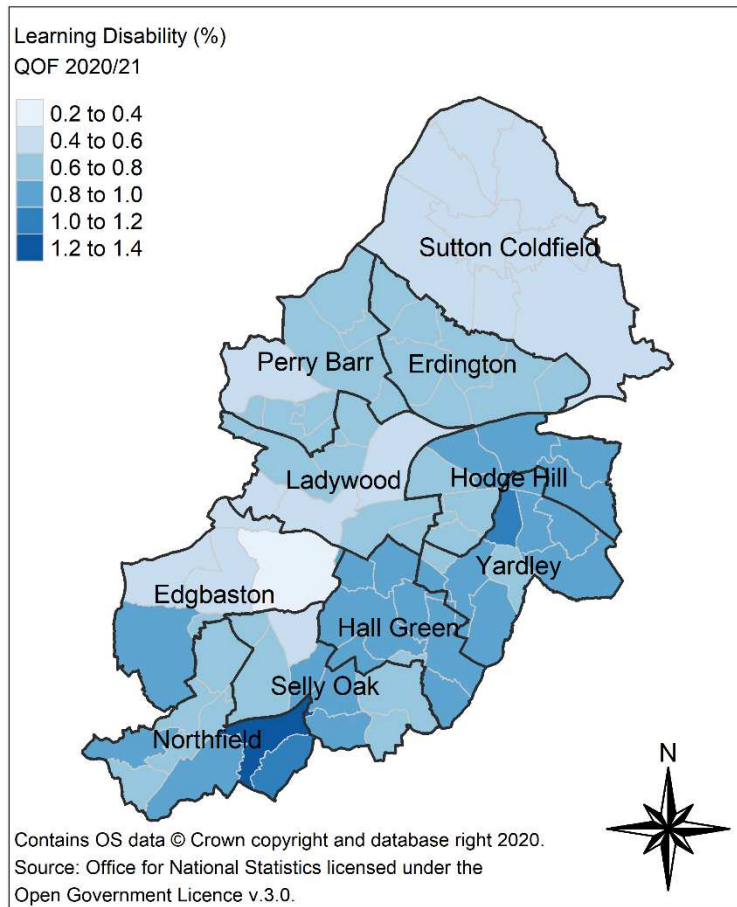 Learning Disability (%)
QOF 2020/21
0.2 to 0.4
0.4 to 0.6
0.6 to 0.8
0.8 to 1.0
1.0 to 1.2
1.2 to 1.4
Sutton Coldfield
Perry Barr
Erdington
Ladywood
Hodge Hill
Yardley
Edgbaston
Hall Green
Selly Oak
Northfield
N
Contains OS data © Crown copyright and database right 2020.
Source: Office for National Statistics licensed under the
Open Government Licence v.3.0.